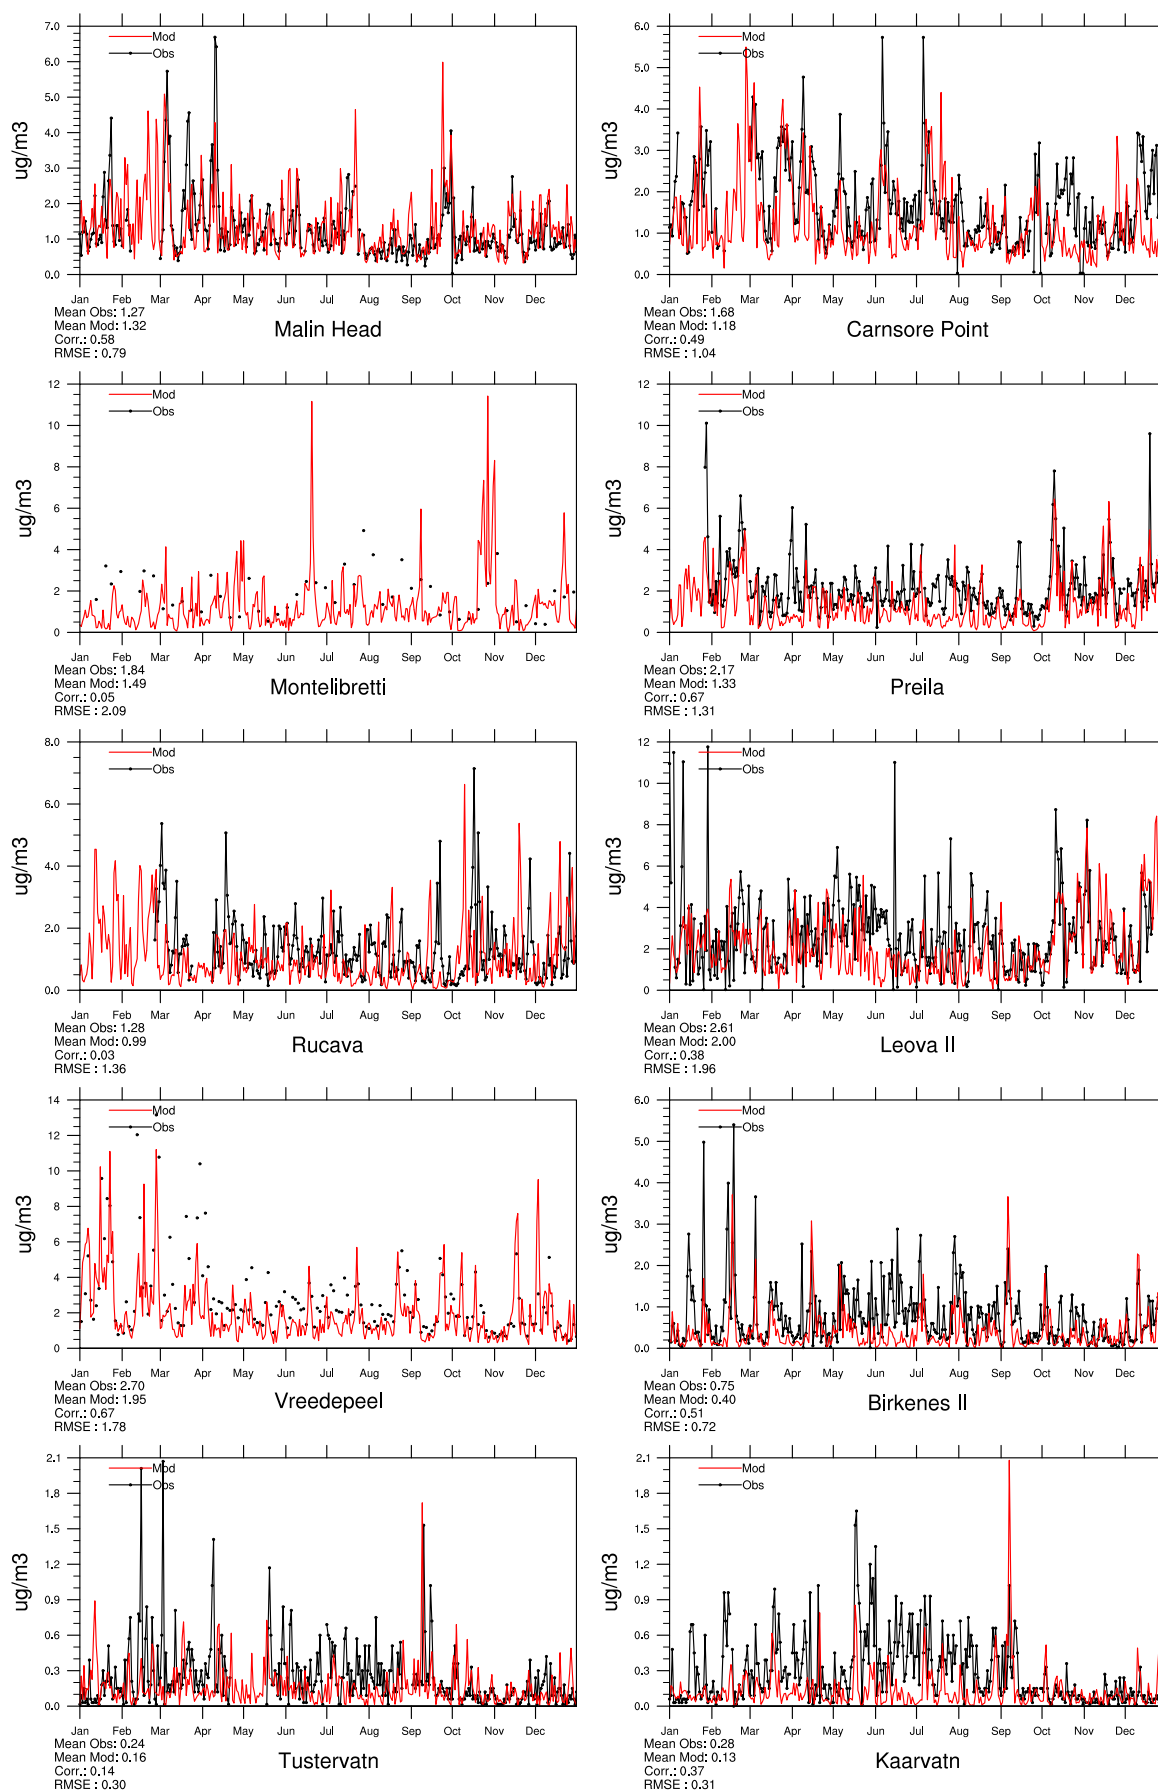 7.0
6.0
5.0
4.0
3.0
2.0
1.0
0.0
ug/m3
Mod
Obs
Jan Feb Mar Apr May Jun Jul Aug Sep Oct Nov Dec
Mean Obs: 1.27
Mean Mod: 1.32
Corr.: 0.58
RMSE : 0.79
Malin Head
6.0
5.0
4.0
3.0
2.0
1.0
0.0
ug/m3
Mod
Obs
Jan Feb Mar Apr May Jun Jul Aug Sep Oct Nov Dec
Mean Obs: 1.68
Mean Mod: 1.18
Corr.: 0.49
RMSE : 1.04
Carnsore Point
12
10
8
6
4
2
0
ug/m3
Mod
Obs
Jan Feb Mar Apr May Jun Jul Aug Sep Oct Nov Dec
Mean Obs: 1.84
Mean Mod: 1.49
Corr.: 0.05
RMSE : 2.09
Montelibretti
12
10
8
6
4
2
0
ug/m3
Mod
Obs
Jan Feb Mar Apr May Jun Jul Aug Sep Oct Nov Dec
Mean Obs: 2.17
Mean Mod: 1.33
Corr.: 0.67
RMSE : 1.31
Preila
8.0
6.0
4.0
2.0
0.0
ug/m3
Mod
Obs
Jan Feb Mar Apr May Jun Jul Aug Sep Oct Nov Dec
Mean Obs: 1.28
Mean Mod: 0.99
Corr.: 0.03
RMSE : 1.36
Rucava
12
10
8
6
4
2
0
ug/m3
Mod
Obs
Jan Feb Mar Apr May Jun Jul Aug Sep Oct Nov Dec
Mean Obs: 2.61
Mean Mod: 2.00
Corr.: 0.38
RMSE : 1.96
Leova II
14
12
10
8
6
4
2
0
ug/m3
Mod
Obs
Jan Feb Mar Apr May Jun Jul Aug Sep Oct Nov Dec
Mean Obs: 2.70
Mean Mod: 1.95
Corr.: 0.67
RMSE : 1.78
Vreedepeel
6.0
5.0
4.0
3.0
2.0
1.0
0.0
ug/m3
Mod
Obs
Jan Feb Mar Apr May Jun Jul Aug Sep Oct Nov Dec
Mean Obs: 0.75
Mean Mod: 0.40
Corr.: 0.51
RMSE : 0.72
Birkenes II
2.1
1.8
1.5
1.2
0.9
0.6
0.3
0.0
ug/m3
Mod
Obs
Jan Feb Mar Apr May Jun Jul Aug Sep Oct Nov Dec
Mean Obs: 0.24
Mean Mod: 0.16
Corr.: 0.14
RMSE : 0.30
Tustervatn
2.1
1.8
1.5
1.2
0.9
0.6
0.3
0.0
ug/m3
Mod
Obs
Jan Feb Mar Apr May Jun Jul Aug Sep Oct Nov Dec
Mean Obs: 0.28
Mean Mod: 0.13
Corr.: 0.37
RMSE : 0.31
Kaarvatn